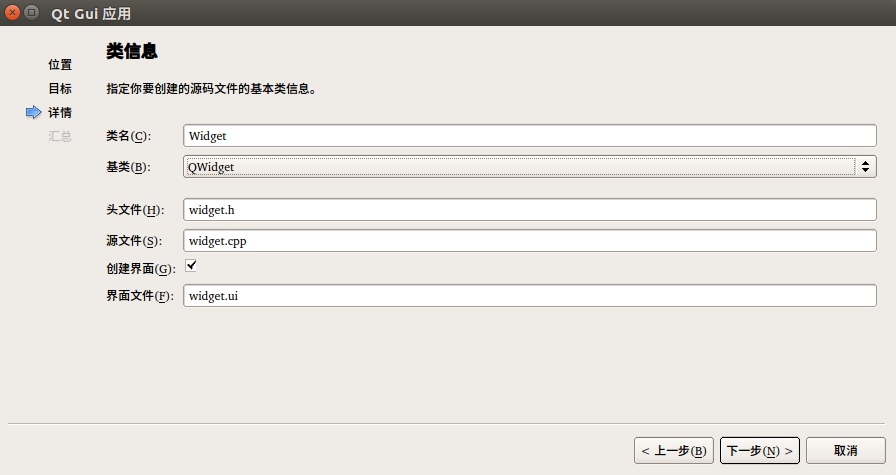 Qt Gui 应用
类信息
位置
目标
指定你要创建的源码文件的基本类信息。
详情
汇总
类名(C): Widget
基类(B): QWidget
头文件(H): widget.h
源文件(S): widget.cpp
创建界面(G):
界面文件(F): widget.ui
< 上一步(B) 下一步(N) > 取消